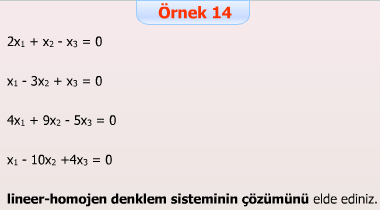 Örnek 14
2x₁ + x₂ - x₃ = 0
x₁ - 3x₂ + x₃ = 0
4x₁ + 9x₂ - 5x₃ = 0
x₁ - 10x₂ +4x₃ = 0
lineer-homojen denklem sisteminin çözümünü elde ediniz.